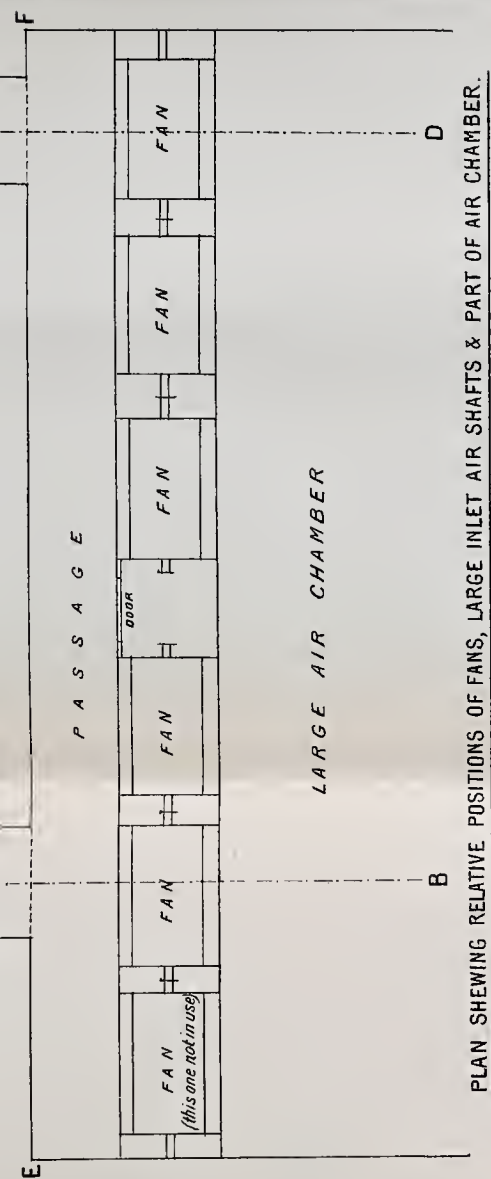 E
F
PASSAGE
FAN
(this one not in use)
FAN
FAN
DOOR
FAN
FAN
FAN
LARGE AIR CHAMBER
B
D
PLAN SHEWING RELATIVE POSITIONS OF FANS, LARGE INLET AIR SHAFTS & PART OF AIR CHAMBER.